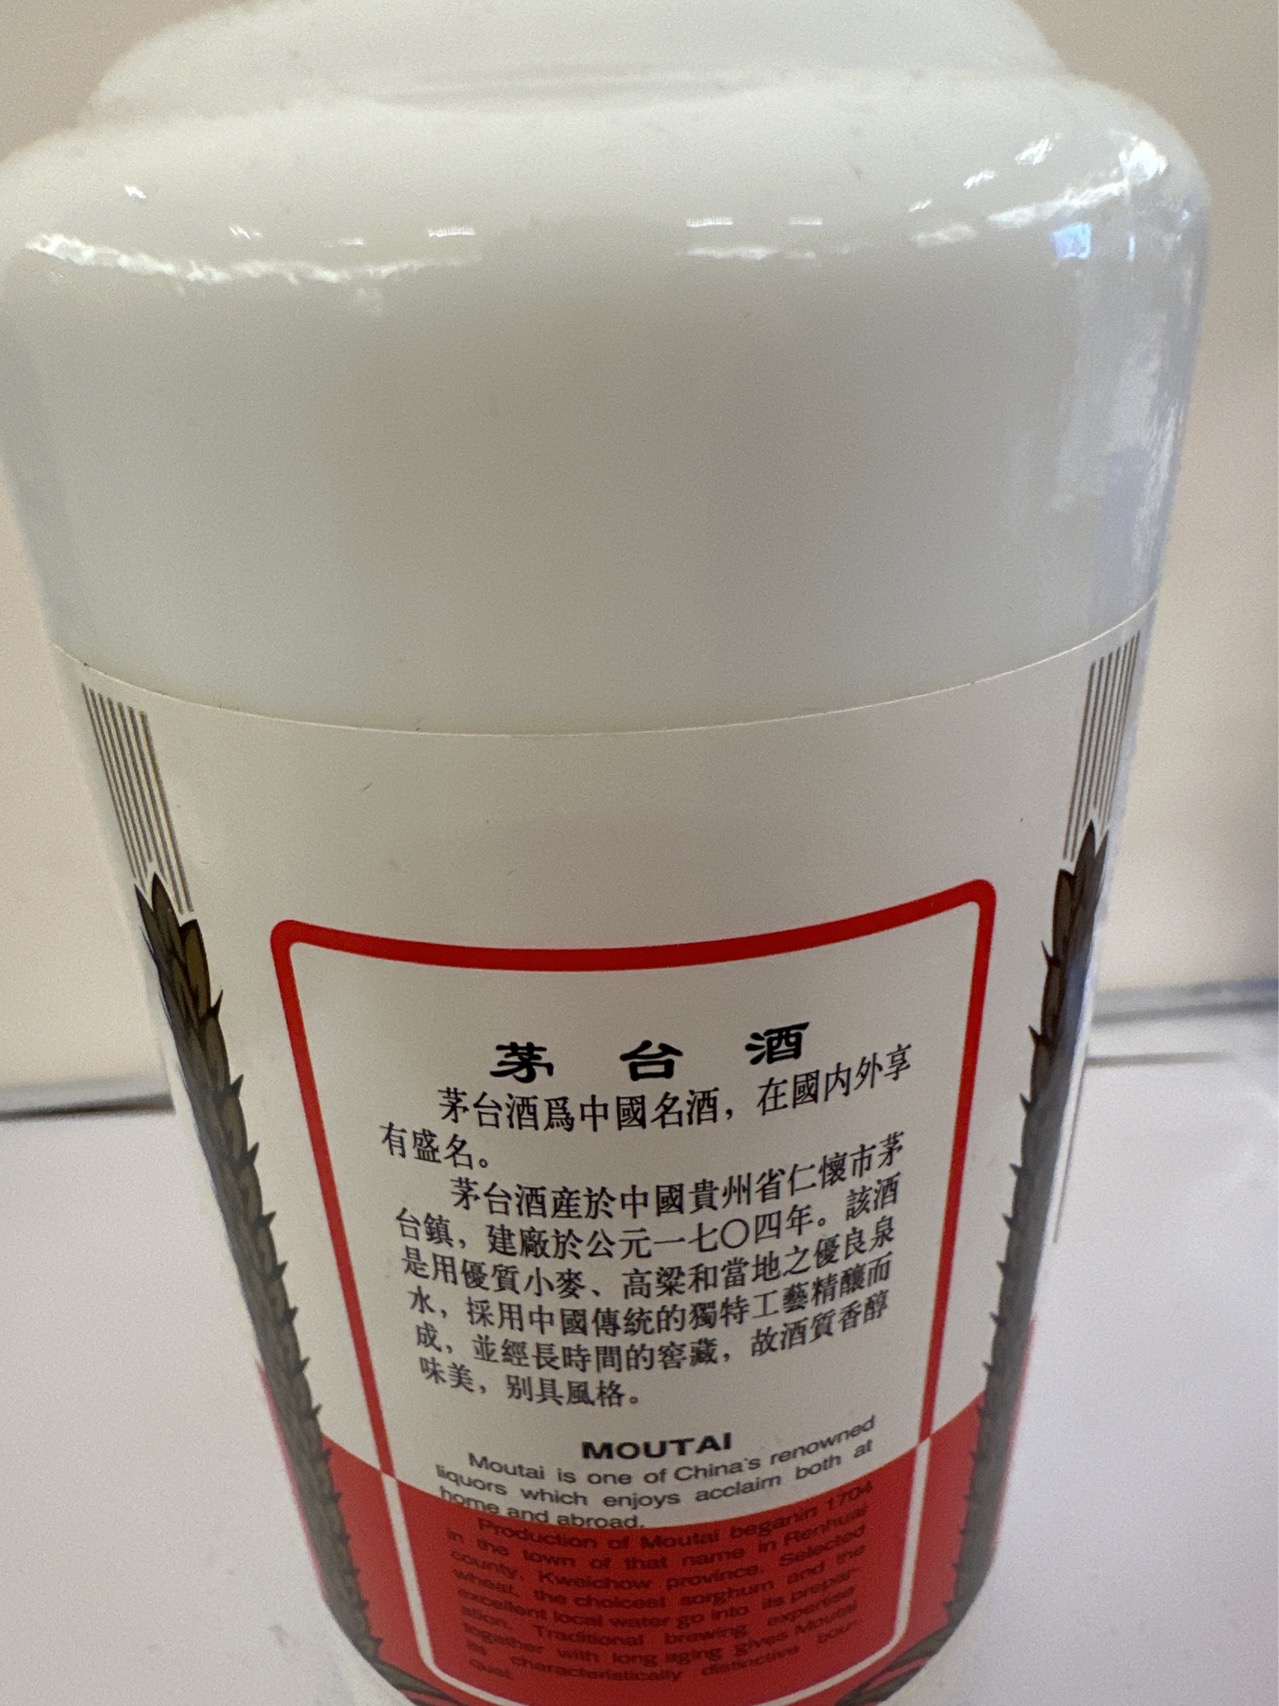 茅台酒
茅台酒爲中國名酒，在國内外享
有盛名。
茅台酒産於中國貴州省仁懷市茅
台鎮，建廠於公元一七〇四年。該酒
是用優質小麥、高粱和當地之優良泉
水，採用中國傳統的獨特工藝精釀而
成，並經長時間的窖藏，故酒質香醇
味美，别具風格。
MOUTAI
Moutai is one of China's renowned
liquors which enjoys acclaim both at
home and abroad.
Production of Moutai beganin 1704
in the town of that name in Renhuai
county, Kweichow province. Selected
wheat, the choicest sorghum and the
excellent local water go into its prepar-
ation. Traditional brewing expertise
together with long aging gives Moutai
its characteristically distinctive bou-
quet.